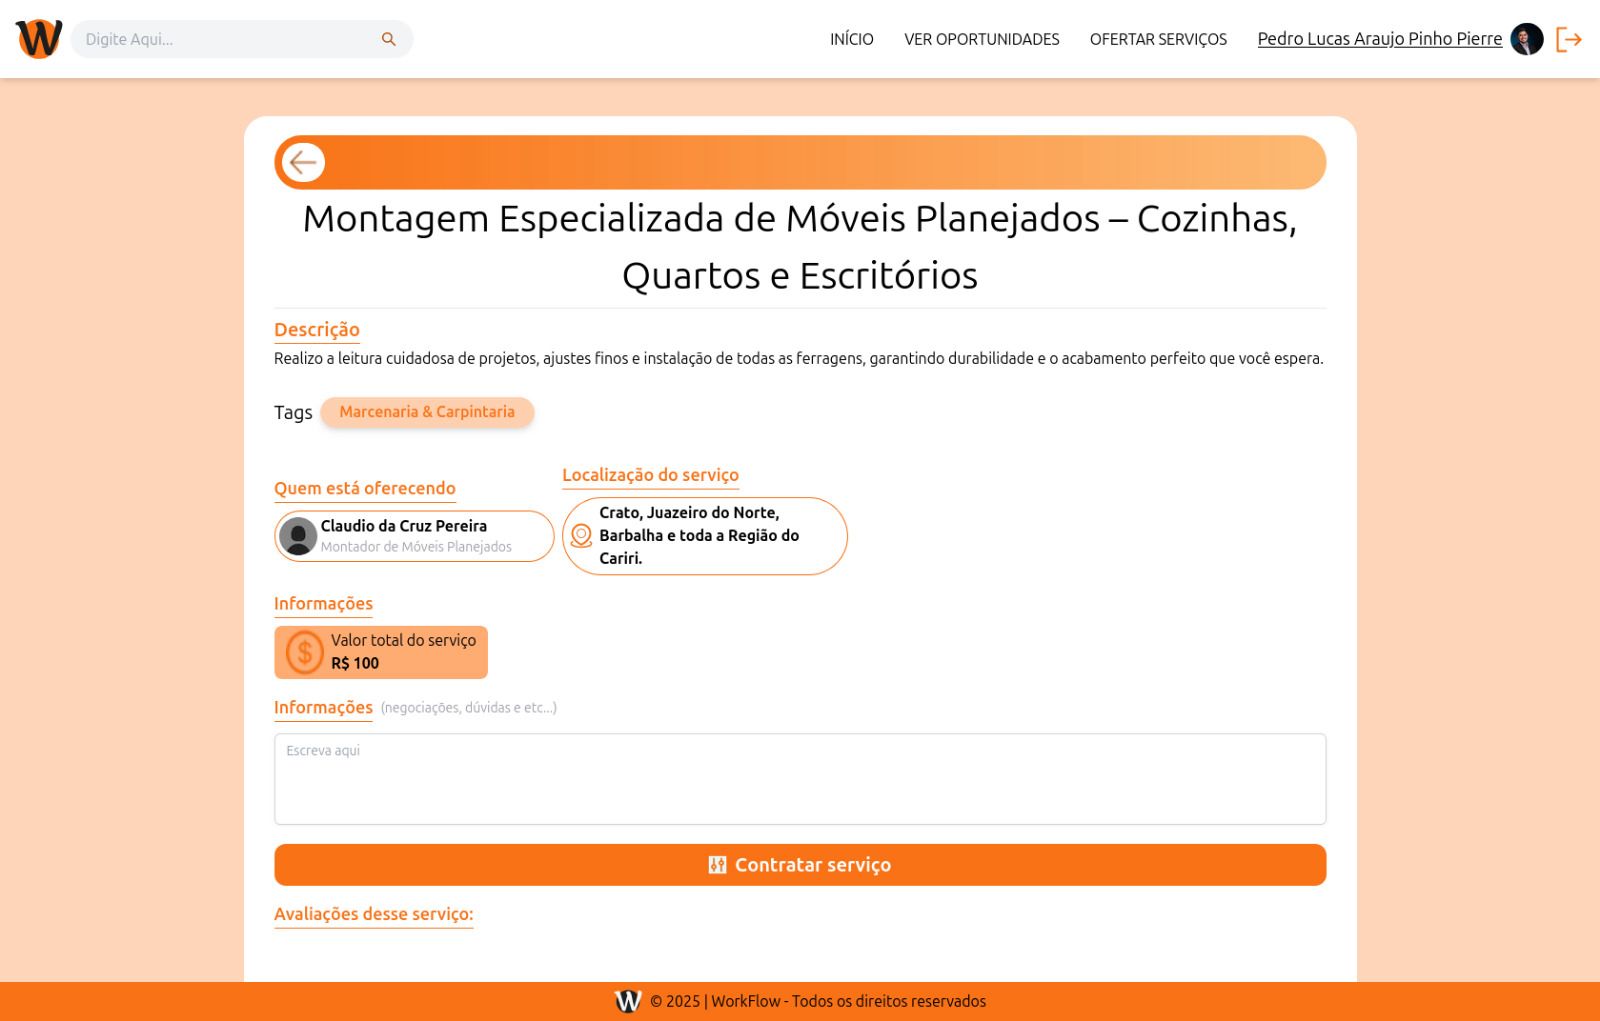 W
Digite Aqui...
INÍCIO
VER OPORTUNIDADES
OFERTAR SERVIÇOS
Pedro Lucas Araujo Pinho Pierre
Montagem Especializada de Móveis Planejados – Cozinhas,
Quartos e Escritórios
Descrição
Realizo a leitura cuidadosa de projetos, ajustes finos e instalação de todas as ferragens, garantindo durabilidade e o acabamento perfeito que você espera.
Tags
Marcenaria & Carpintaria
Quem está oferecendo
Claudio da Cruz Pereira
Montador de Móveis Planejados
Localização do serviço
Crato, Juazeiro do Norte,
Barbalha e toda a Região do
Cariri.
Informações
$
Valor total do serviço
R$ 100
Informações (negociações, dúvidas e etc...)
Escreva aqui
Contratar serviço
Avaliações desse serviço:
W © 2025 | WorkFlow - Todos os direitos reservados